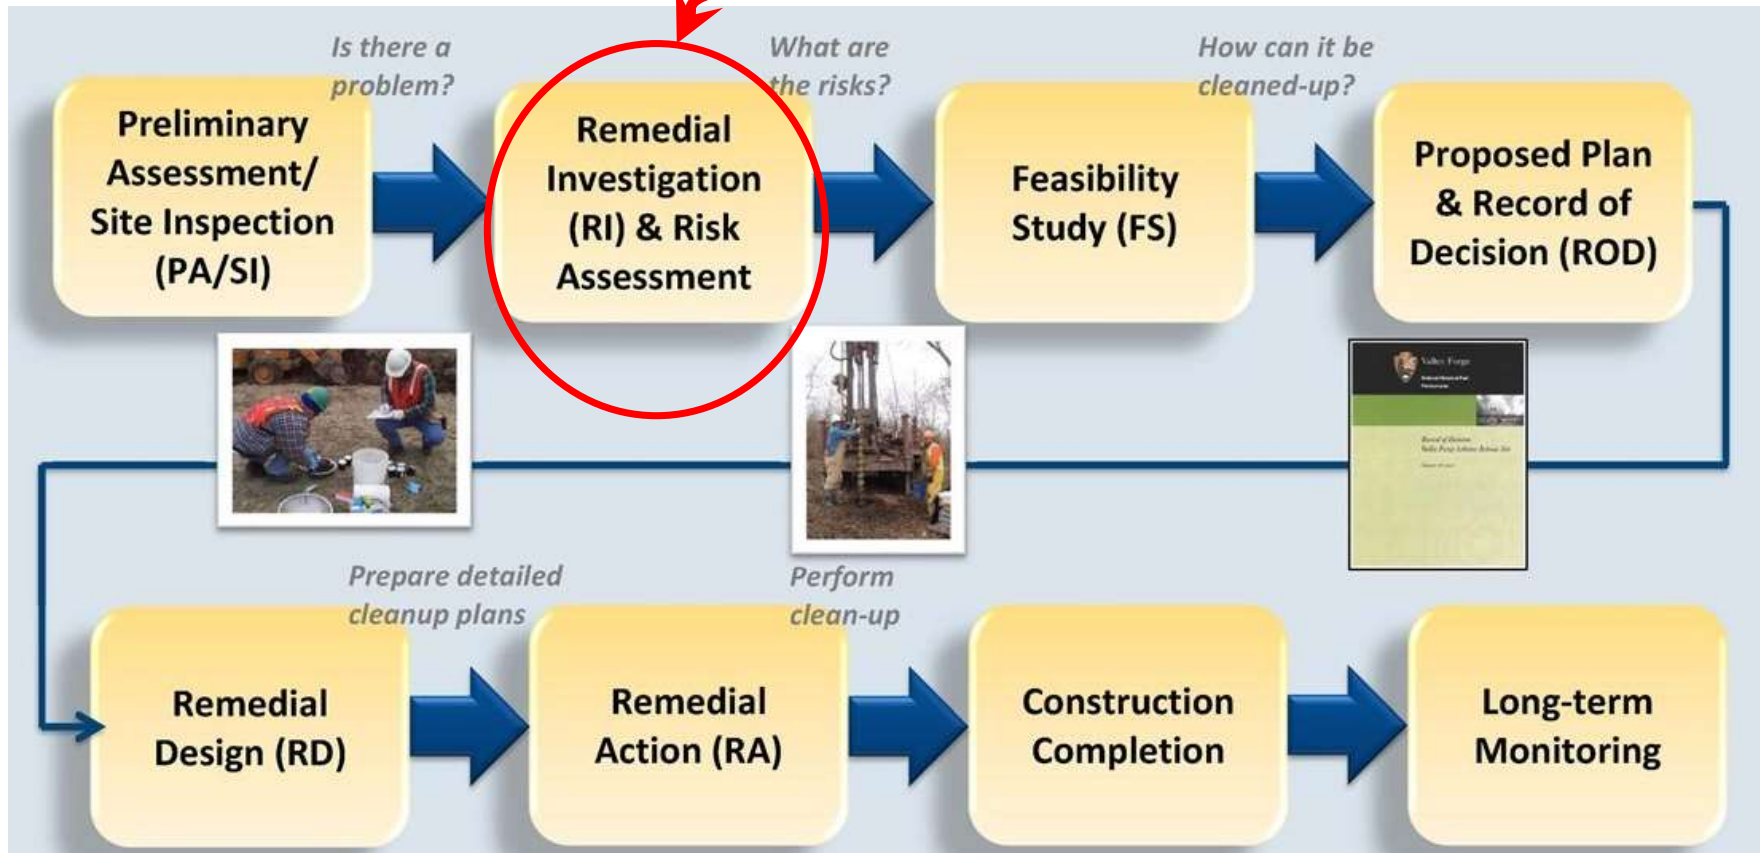 Is there a
problem?
What are
the risks?
How can it be
cleaned-up?
Preliminary
Assessment/
Site Inspection
(PA/SI)
Remedial
Investigation
(RI) & Risk
Assessment
Feasibility
Study (FS)
Proposed Plan
& Record of
Decision (ROD)
Valley Forge
Prepare detailed
cleanup plans
Perform
clean-up
Remedial
Design (RD)
Remedial
Action (RA)
Construction
Completion
Long-term
Monitoring